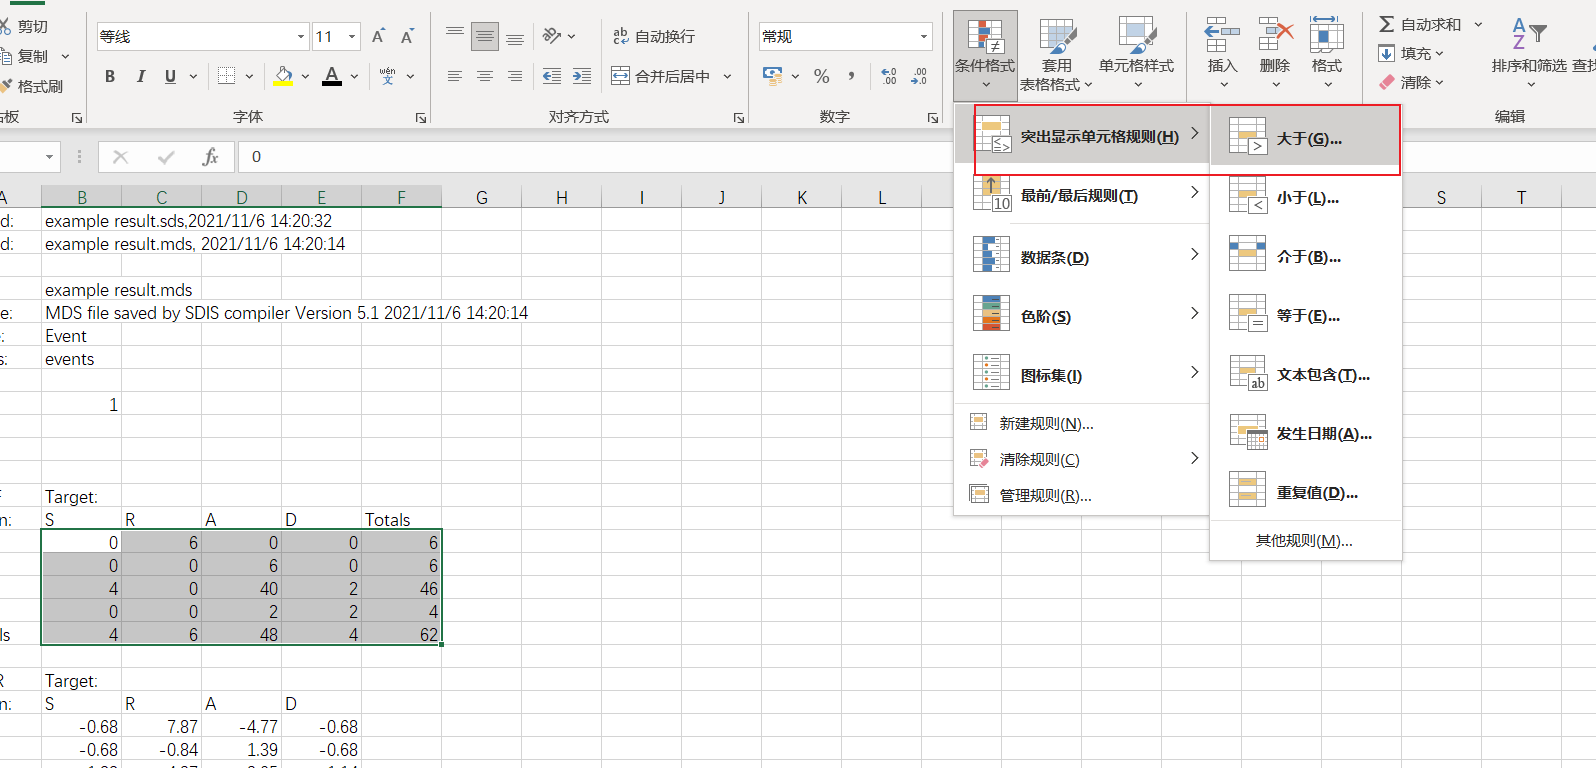 剪切
复制
格式刷
贴板
等线
11
A A
B I U
A
wén
文
字体
ab
c
自动换行
合并后居中
对齐方式
常规
%
,
数字
条件格式
套用
表格格式
单元格样式
插入
删除
格式
自动求和
填充
清除
A
Z
排序和筛选
查找
编辑
fx
0
A B C D E F G H I J K L S T
d: example result.sds,2021/11/6 14:20:32
d: example result.mds, 2021/11/6 14:20:14
example result.mds
e: MDS file saved by SDIS compiler Version 5.1 2021/11/6 14:20:14
: Event
s: events
1
Target:
n: S R A D Totals
0 6 0 0 6
0 0 6 0 6
4 0 40 2 46
0 0 2 2 4
ls 4 6 48 4 62
R Target:
n: S R A D
-0.68 7.87 -4.77 -0.68
-0.68 -0.84 1.39 -0.68
突出显示单元格规则(H)
最前/最后规则(T)
10
数据条(D)
色阶(S)
图标集(I)
新建规则(N)...
清除规则(C)
管理规则(R)...
大于(G)...
小于(L)...
介于(B)...
等于(E)...
ab
文本包含(T)...
发生日期(A)...
重复值(D)...
其他规则(M)...